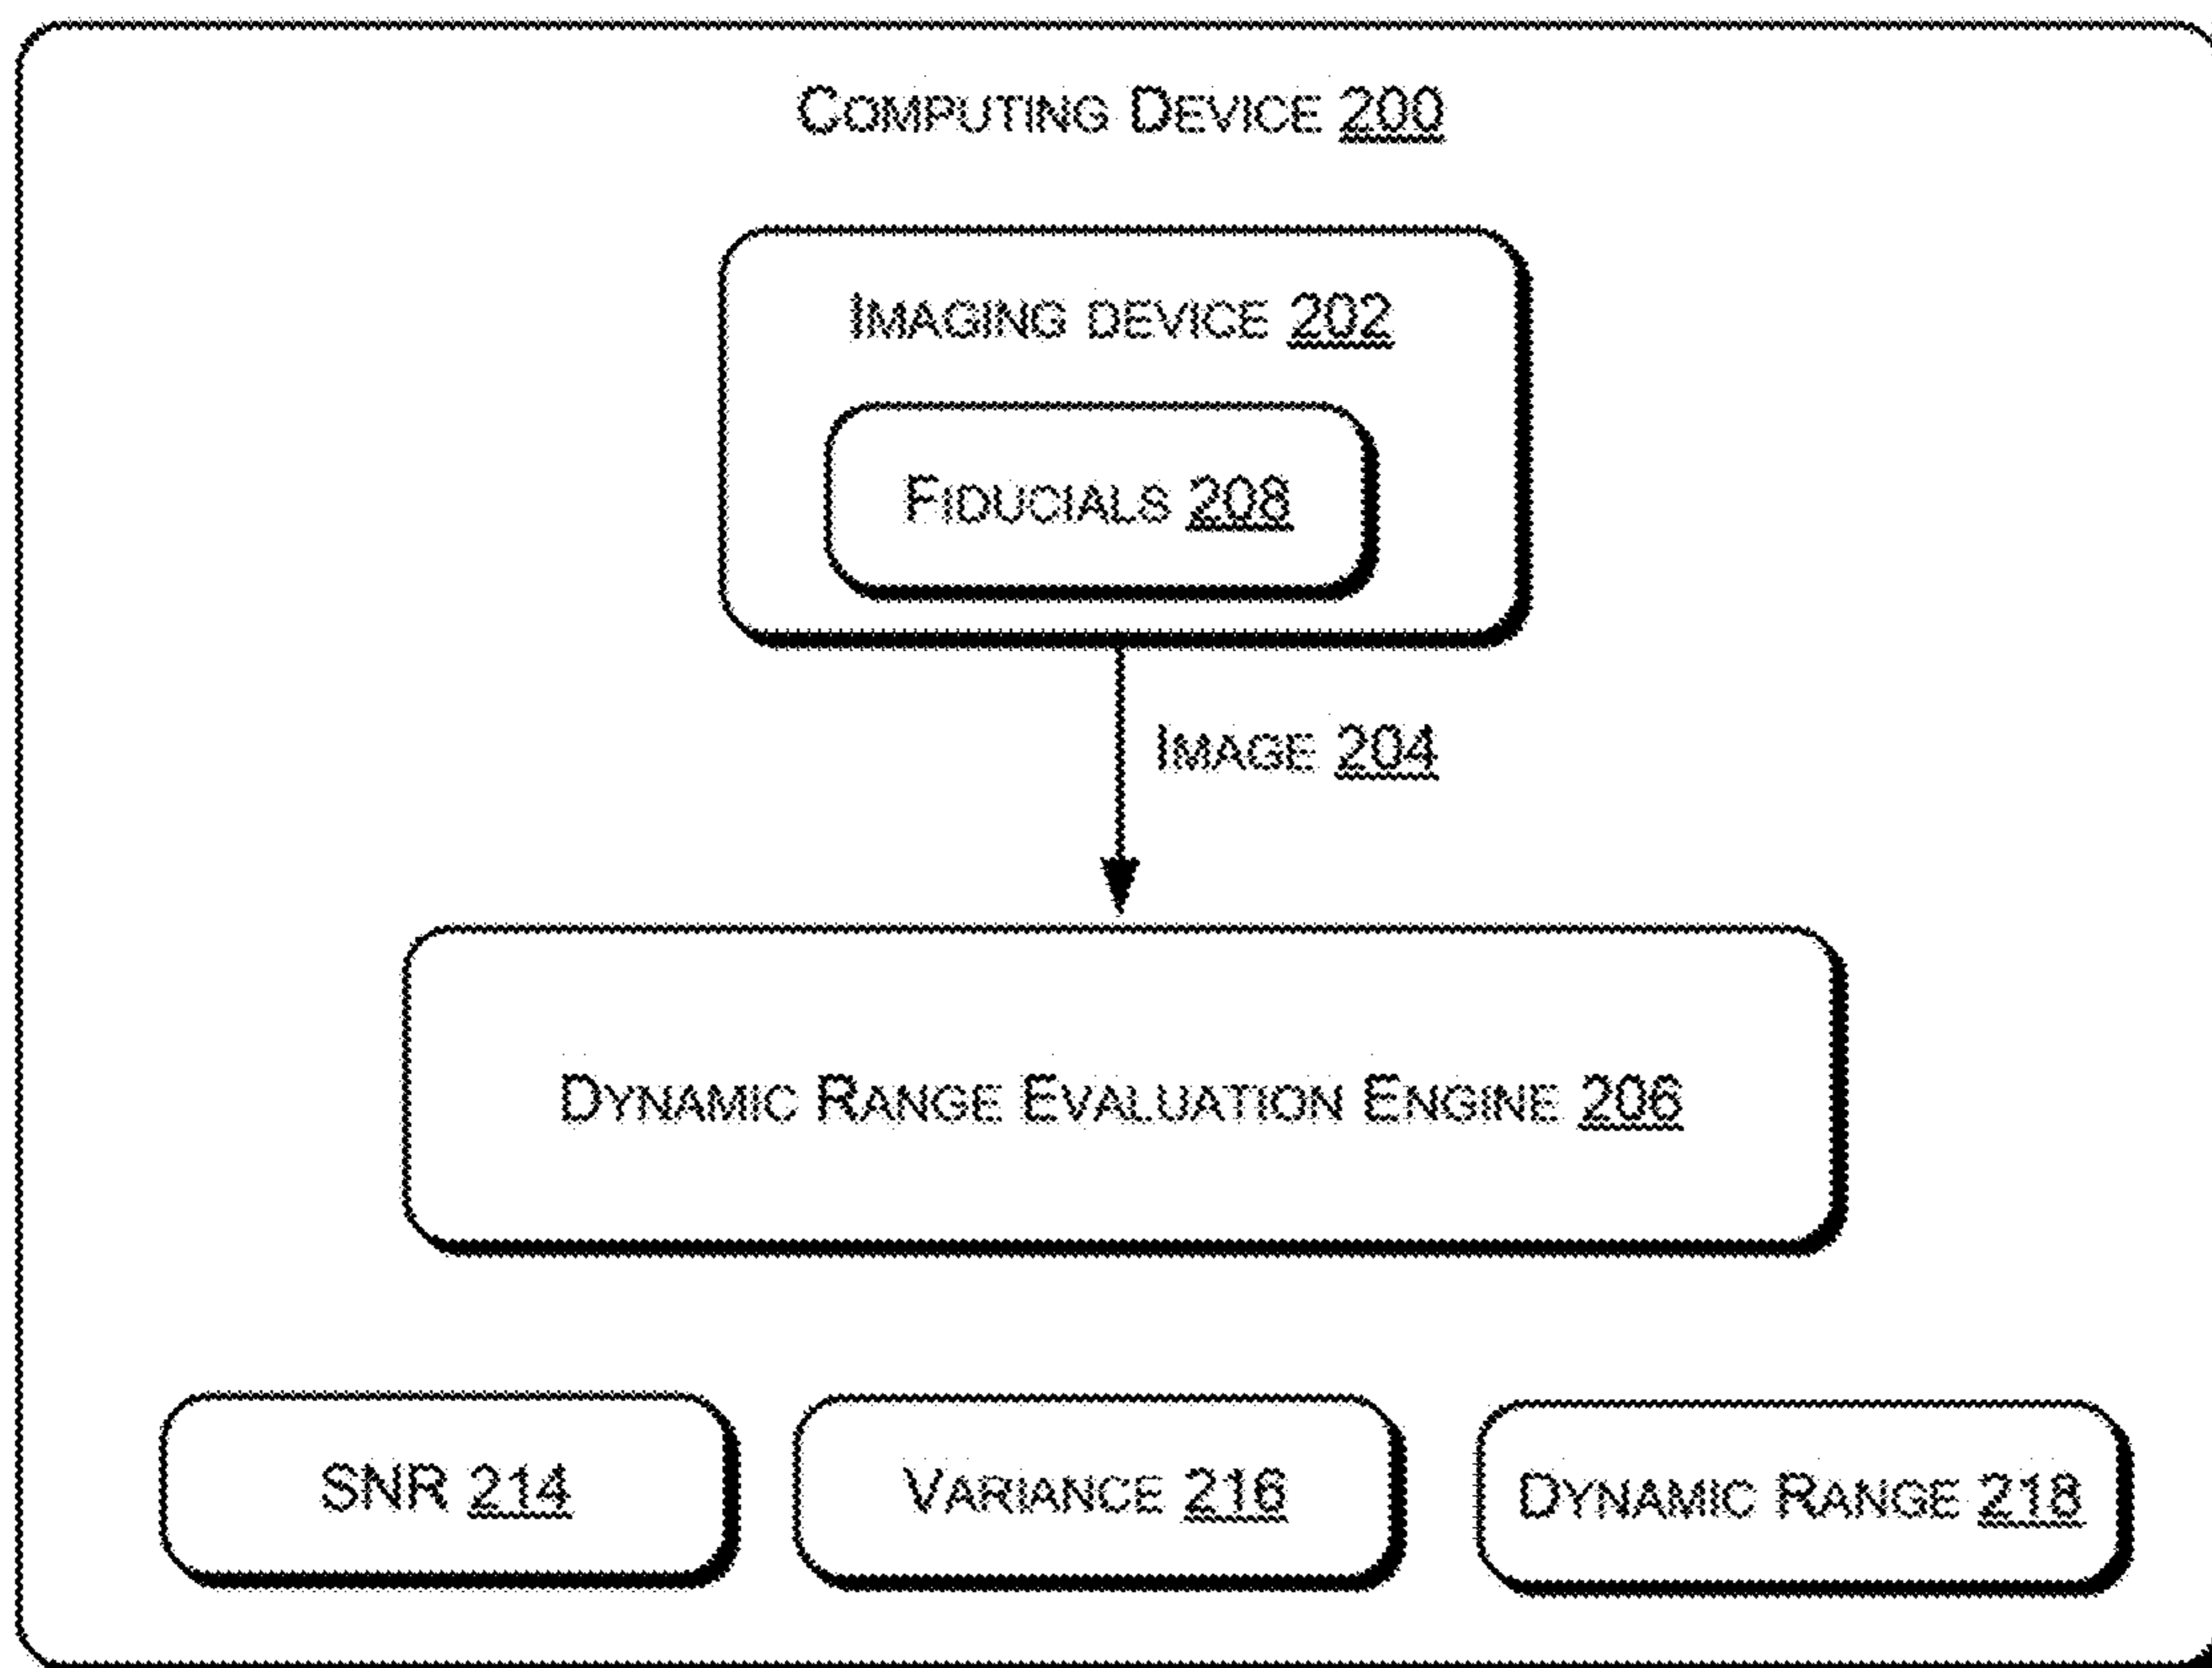 COMPUTING DEVICE 200
IMAGING DEVICE 202
FIDUCIALS 208
IMAGE 204
DYNAMIC RANGE EVALUATION ENGINE 206
SNR 214
VARIANCE 216
DYNAMIC RANGE 218